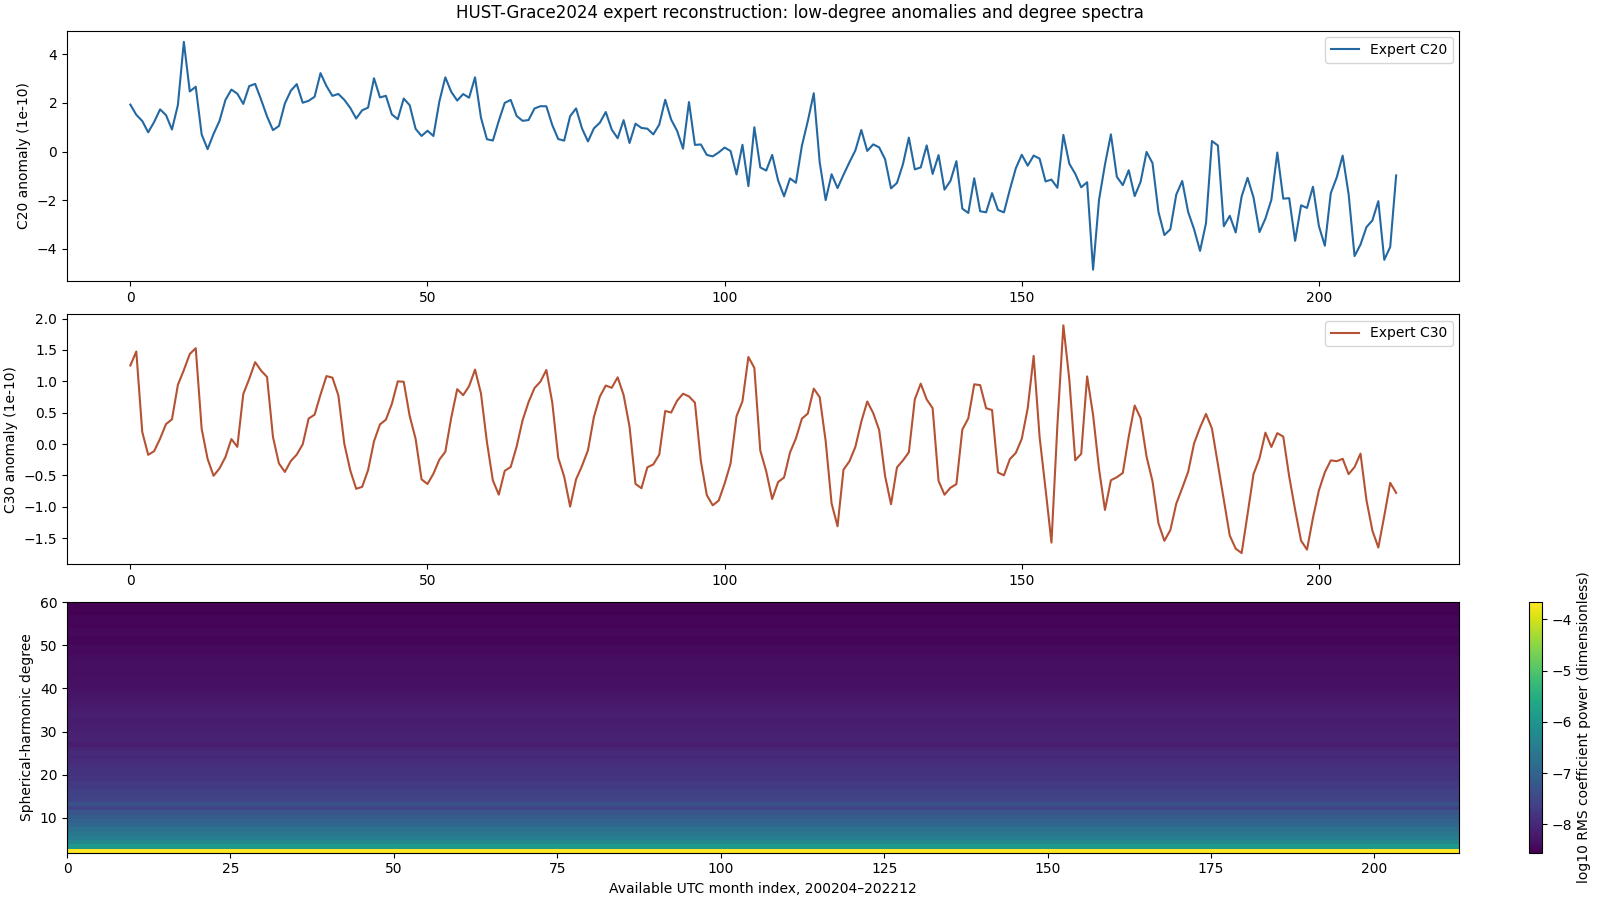 HUST-Grace2024 expert reconstruction: low-degree anomalies and degree spectra
C20 anomaly (1e-10)
4
2
0
−2
−4
Expert C20
0 50 100 150 200
C30 anomaly (1e-10)
2.0
1.5
1.0
0.5
0.0
−0.5
−1.0
−1.5
Expert C30
0 50 100 150 200
Spherical-harmonic degree
60
50
40
30
20
10
0 25 50 75 100 125 150 175 200
Available UTC month index, 200204–202212
−4
−5
−6
−7
−8
log10 RMS coefficient power (dimensionless)